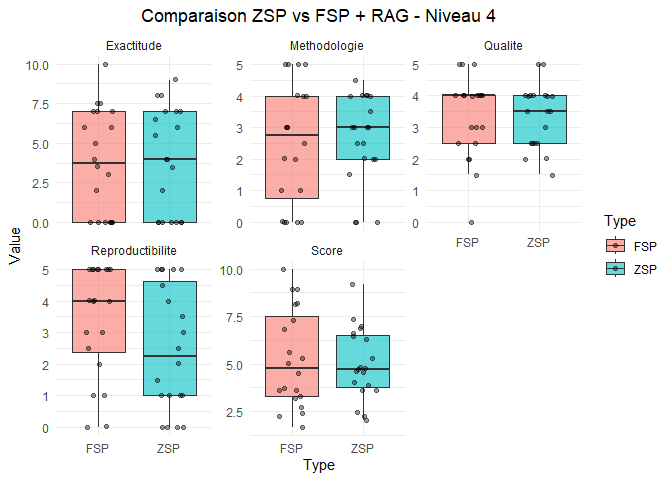 Comparaison ZSP vs FSP + RAG - Niveau 4
Exactitude
Methodologie
Qualite
10.0
7.5
5.0
2.5
0.0
5
4
3
2
1
0
5
4
3
2
1
0
FSP
ZSP
Value
Reproductibilite
Score
5
4
3
2
1
0
10.0
7.5
5.0
2.5
FSP
ZSP
FSP
ZSP
Type
Type
FSP
ZSP